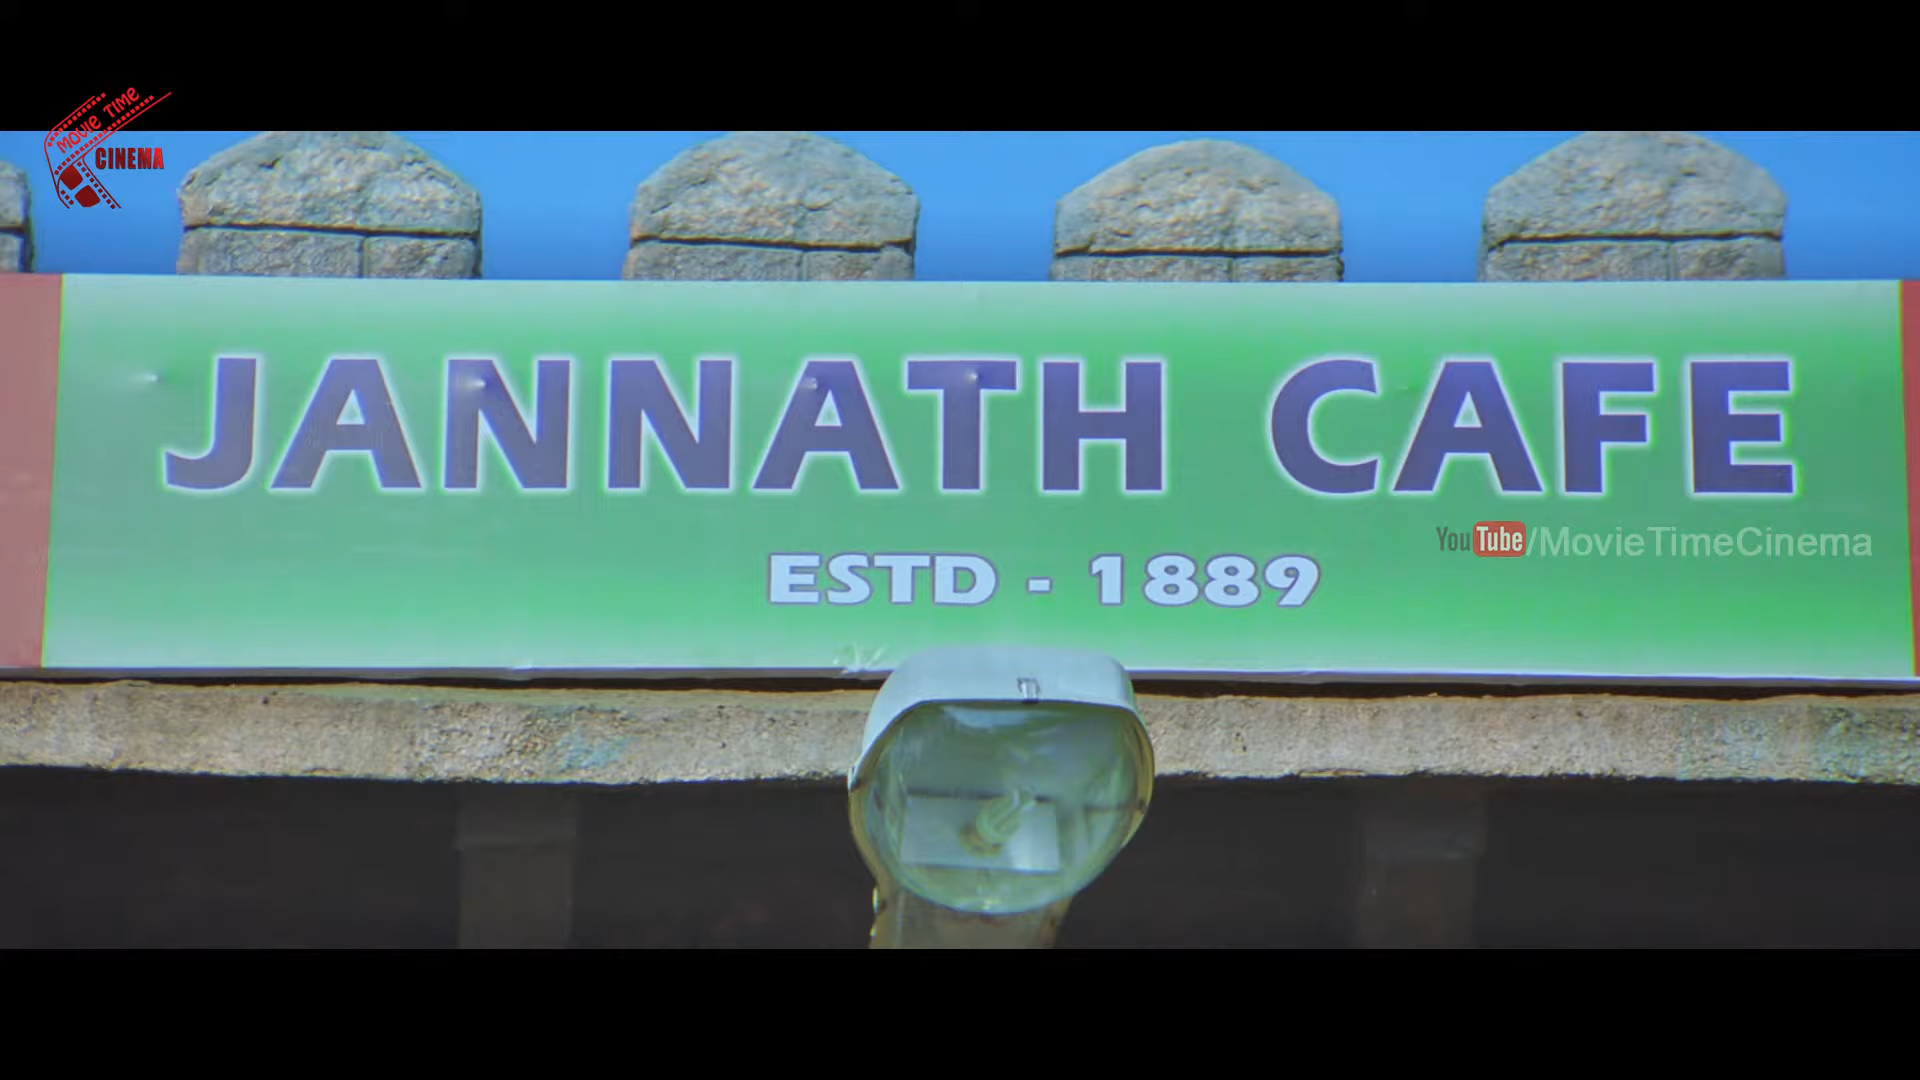 MOVIE TIME
CINEMA
JANNATH CAFE
YouTube/MovieTimeCinema
ESTD - 1889